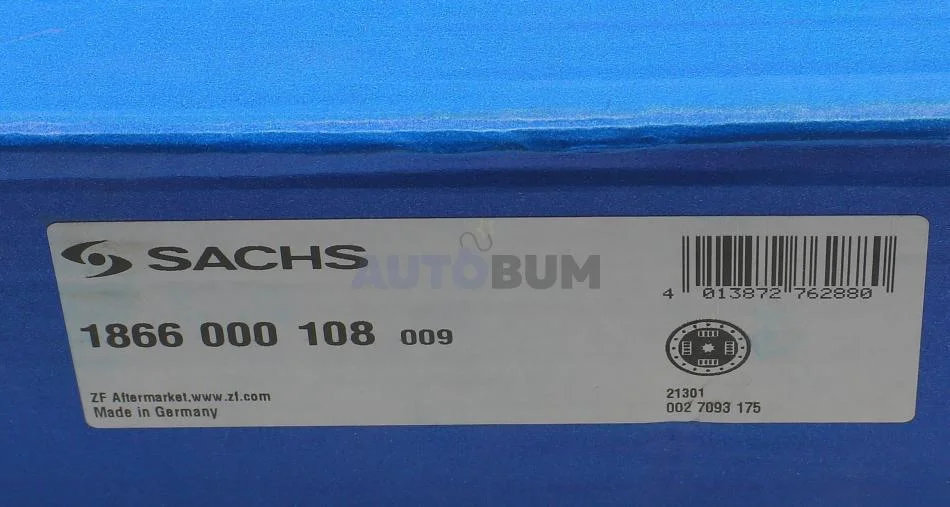 SACHS
AUTOBUM
4 013872 762880
1866 000 108 009
ZF Aftermarket.www.zf.com
Made in Germany
21301
002 7093 175